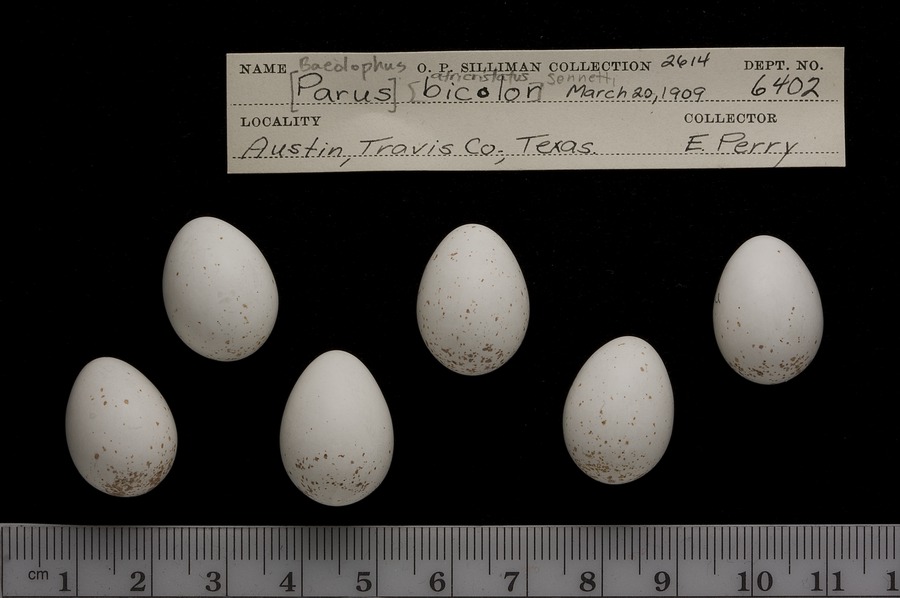 NAME Baeolophus O. P. SILLIMAN COLLECTION 2614 DEPT. NO.
atricristatus Sennetti
[Parus] [bicolor] March 20, 1909 6402
LOCALITY COLLECTOR
Austin, Travis Co., Texas. E. Perry
cm 1 2 3 4 5 6 7 8 9 10 11 1